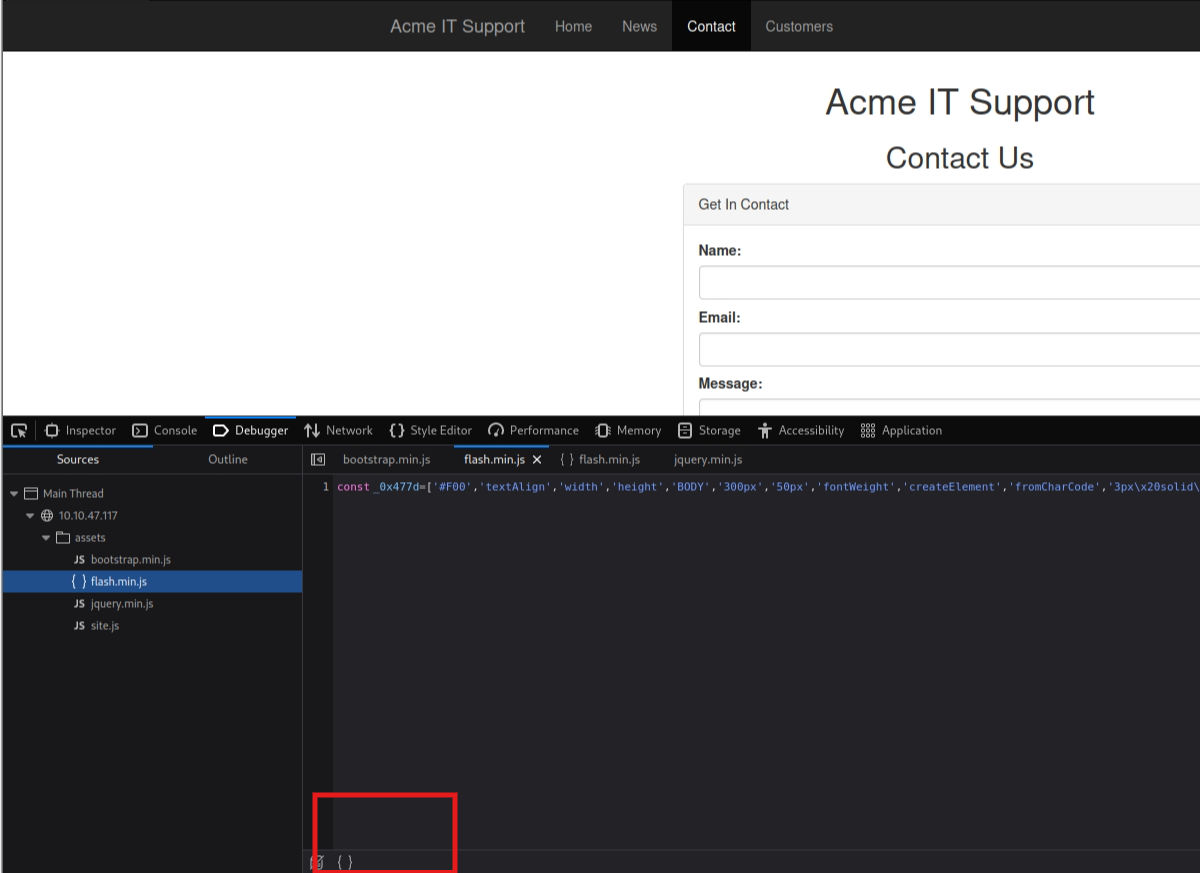 Acme IT Support Home News Contact Customers
Acme IT Support
Contact Us
Get In Contact
Name:
Email:
Message:
Inspector Console Debugger Network {} Style Editor Performance Memory Storage Accessibility Application
Sources Outline bootstrap.min.js flash.min.js { } flash.min.js jquery.min.js
Main Thread
10.10.47.117
assets
JS bootstrap.min.js
{ } flash.min.js
JS jquery.min.js
JS site.js
1 const _0x477d=['#F00','textAlign','width','height','BODY','300px','50px','fontWeight','createElement','fromCharCode','3px\x20solid\
{ }